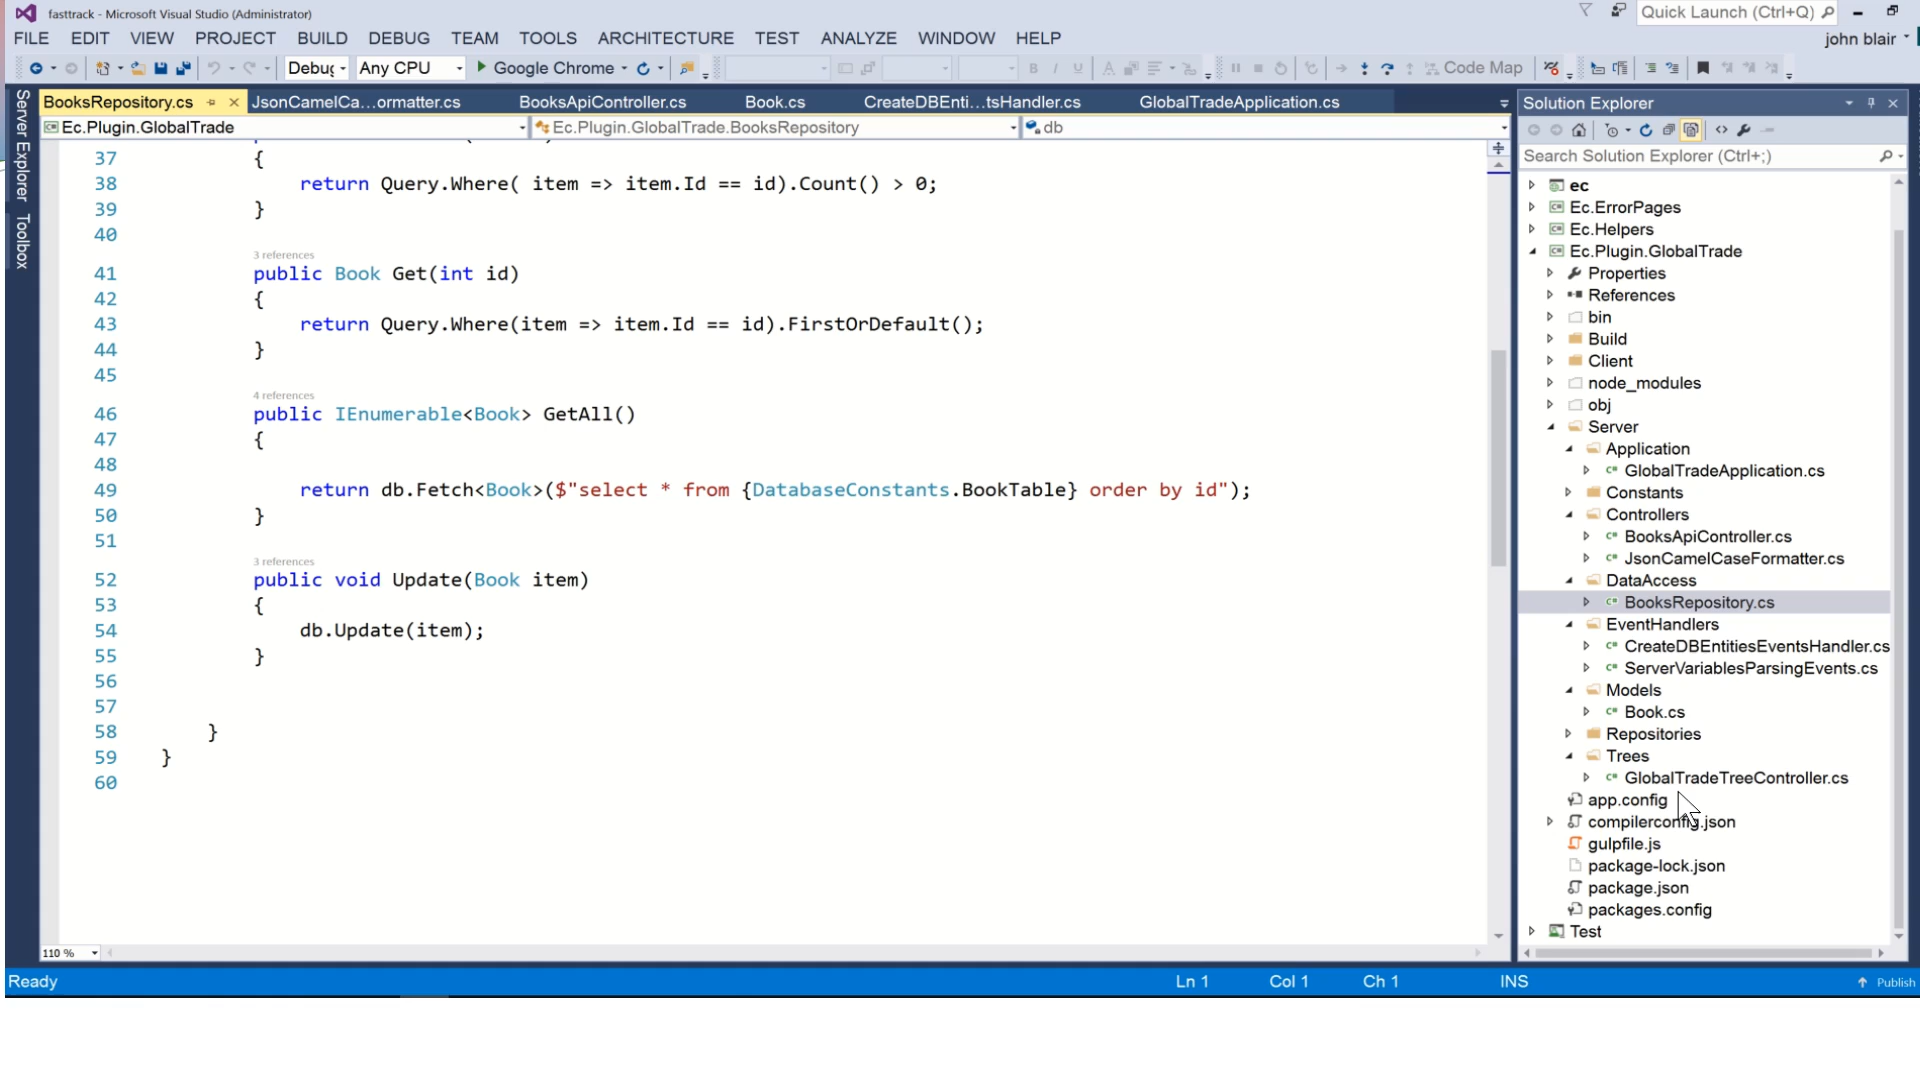 fasttrack - Microsoft Visual Studio (Administrator)
Quick Launch (Ctrl+Q)
FILE EDIT VIEW PROJECT BUILD DEBUG TEAM TOOLS ARCHITECTURE TEST ANALYZE WINDOW HELP
john blair
Debug Any CPU Google Chrome Code Map
Server Explorer
Toolbox
BooksRepository.cs JsonCamelCa...ormatter.cs BooksApiController.cs Book.cs CreateDBEnti...tsHandler.cs GlobalTradeApplication.cs
Ec.Plugin.GlobalTrade Ec.Plugin.GlobalTrade.BooksRepository db
37 {
38 return Query.Where( item => item.Id == id).Count() > 0;
39 }
40
3 references
41 public Book Get(int id)
42 {
43 return Query.Where(item => item.Id == id).FirstOrDefault();
44 }
45
4 references
46 public IEnumerable<Book> GetAll()
47 {
48
49 return db.Fetch<Book>($"select * from {DatabaseConstants.BookTable} order by id");
50 }
51
3 references
52 public void Update(Book item)
53 {
54 db.Update(item);
55 }
56
57
58 }
59 }
60
110 %
Solution Explorer
Search Solution Explorer (Ctrl+;)
ec
Ec.ErrorPages
Ec.Helpers
Ec.Plugin.GlobalTrade
Properties
References
bin
Build
Client
node_modules
obj
Server
Application
GlobalTradeApplication.cs
Constants
Controllers
BooksApiController.cs
JsonCamelCaseFormatter.cs
DataAccess
BooksRepository.cs
EventHandlers
CreateDBEntitiesEventsHandler.cs
ServerVariablesParsingEvents.cs
Models
Book.cs
Repositories
Trees
GlobalTradeTreeController.cs
app.config
compilerconfig.json
gulpfile.js
package-lock.json
package.json
packages.config
Test
Ready Ln 1 Col 1 Ch 1 INS Publish